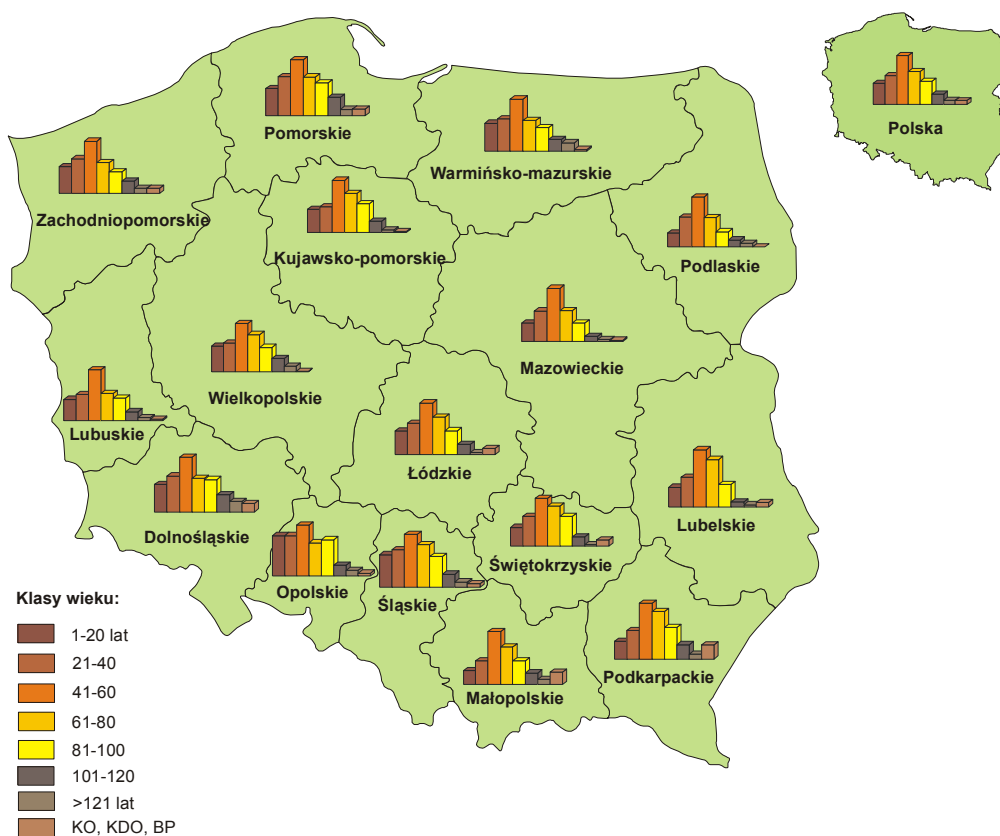 Pomorskie
Polska
Warmińsko-mazurskie
Zachodniopomorskie
Kujawsko-pomorskie
Podlaskie
Mazowieckie
Wielkopolskie
Lubuskie
Łódzkie
Lubelskie
Dolnośląskie
Świętokrzyskie
Opolskie
Śląskie
Podkarpackie
Małopolskie
Klasy wieku:
1-20 lat
21-40
41-60
61-80
81-100
101-120
>121 lat
KO, KDO, BP